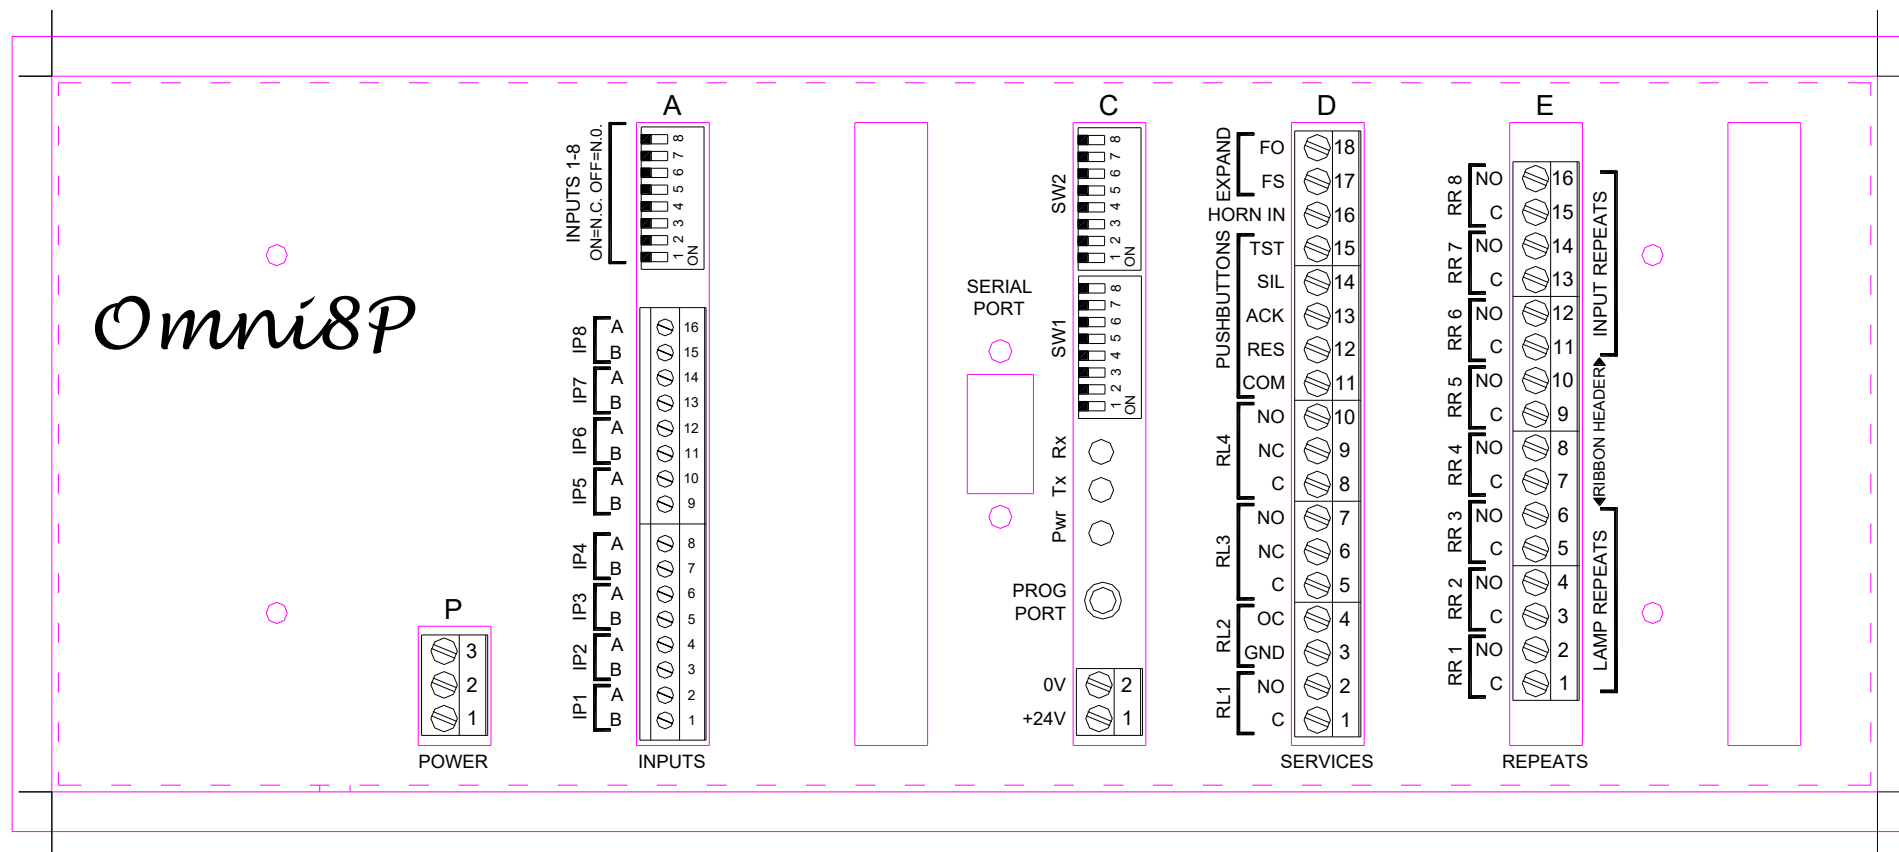 Omni8P
P
3
2
1
POWER
A
INPUTS 1-8
ON=N.C. OFF=N.0.
8
7
6
5
4
3
2
1
ON
IP8
A 16
B 15
IP7
A 14
B 13
IP6
A 12
B 11
IP5
A 10
B 9
IP4
A 8
B 7
IP3
A 6
B 5
IP2
A 4
B 3
IP1
A 2
B 1
INPUTS
SERIAL
PORT
C
SW2
8
7
6
5
4
3
2
1
ON
SW1
8
7
6
5
4
3
2
1
ON
Rx
Tx
Pwr
PROG
PORT
0V 2
+24V 1
D
EXPAND
FO 18
FS 17
HORN IN 16
PUSHBUTTONS
TST 15
SIL 14
ACK 13
RES 12
COM 11
RL4
NO 10
NC 9
C 8
RL3
NO 7
NC 6
C 5
RL2
OC 4
GND 3
RL1
NO 2
C 1
SERVICES
E
RR 8
NO 16
C 15
RR 7
NO 14
C 13
RR 6
NO 12
C 11
RR 5
NO 10
C 9
RR 4
NO 8
C 7
RR 3
NO 6
C 5
RR 2
NO 4
C 3
RR 1
NO 2
C 1
INPUT REPEATS
RIBBON HEADER
LAMP REPEATS
REPEATS